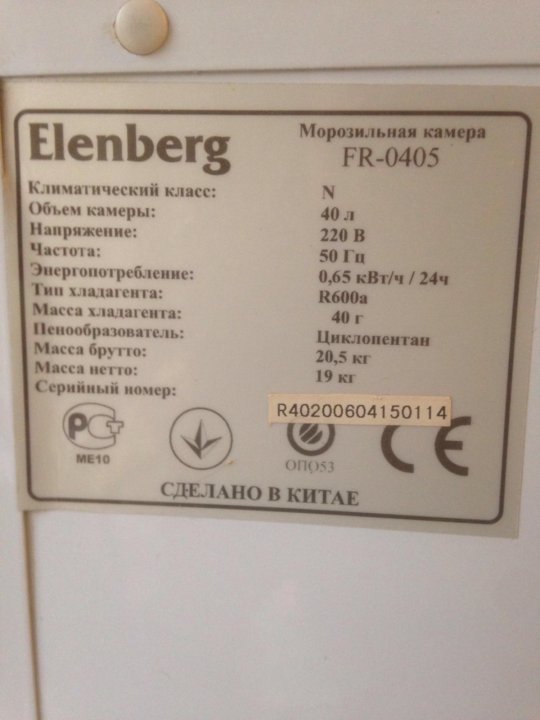 Elenberg
Морозильная камера
FR-0405
Климатический класс: N
Объем камеры: 40 л
Напряжение: 220 В
Частота: 50 Гц
Энергопотребление: 0,65 кВт/ч / 24ч
Тип хладагента: R600a
Масса хладагента: 40 г
Пенообразователь: Циклопентан
Масса брутто: 20,5 кг
Масса нетто: 19 кг
Серийный номер: R40200604150114
РСТ
ME10
ОПО53
CE
СДЕЛАНО В КИТАЕ